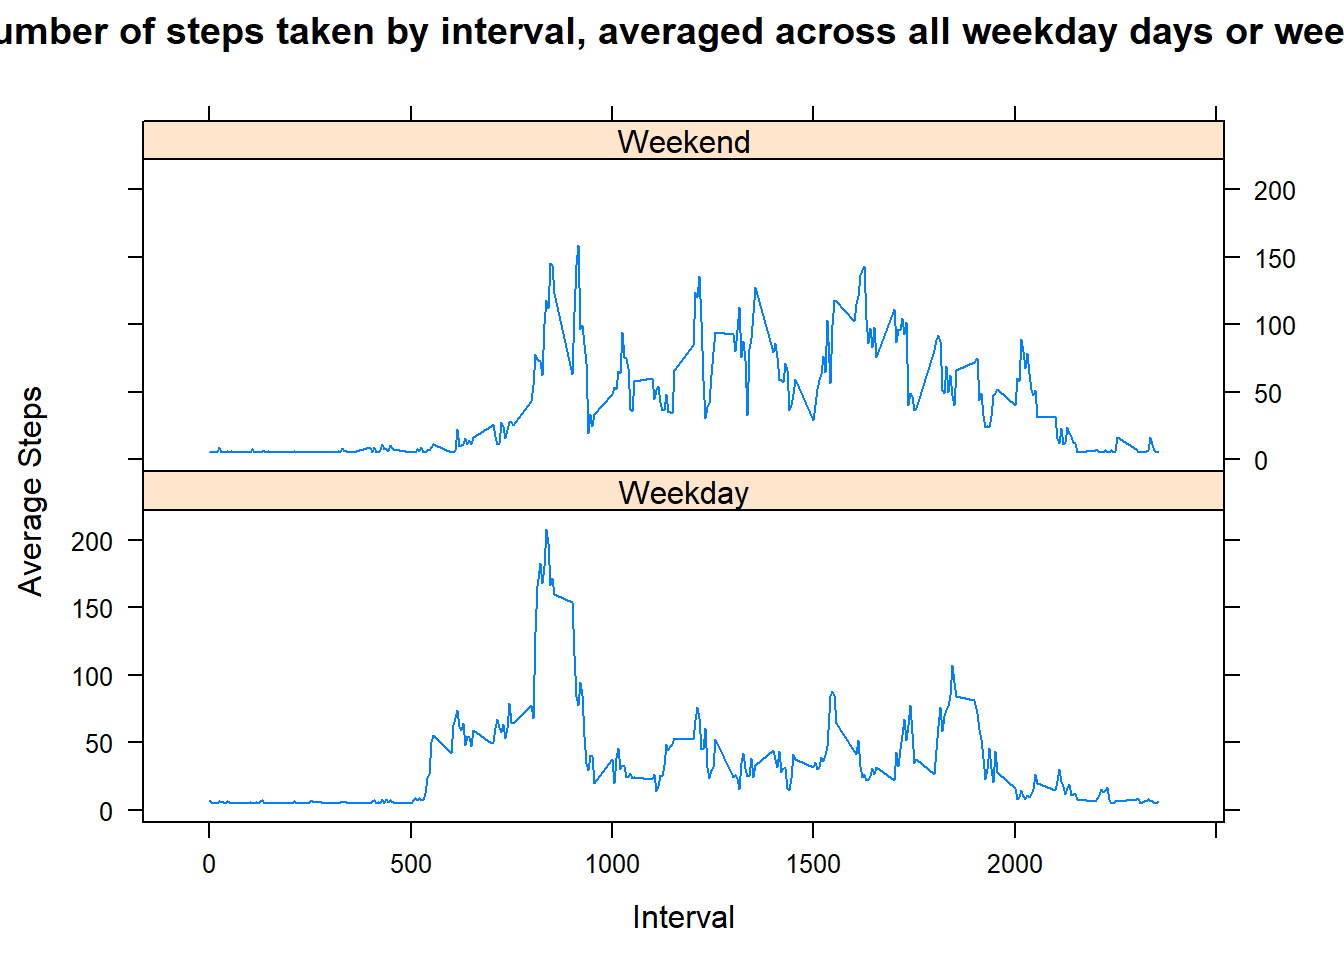 umber of steps taken by interval, averaged across all weekday days or wee
Weekend
200
150
100
50
0
Average Steps
Weekday
200
150
100
50
0
0 500 1000 1500 2000
Interval